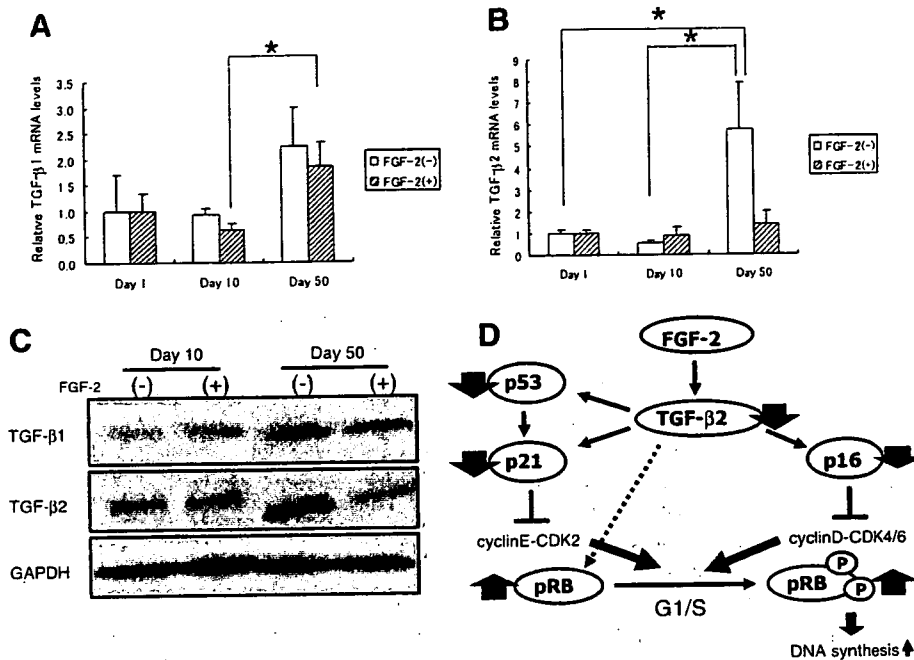 A
*
Relative TGF-β1 mRNA levels
3.5
3.0
2.5
2.0
1.5
1.0
0.5
0.0
Day 1
Day 10
Day 50
FGF-2(-)
FGF-2(+)
B
*
*
Relative TGF-β2 mRNA levels
9
8
7
6
5
4
3
2
1
0
Day 1
Day 10
Day 50
FGF-2(-)
FGF-2(+)
C
Day 10
Day 50
FGF-2
(-)
(+)
(-)
(+)
TGF-β1
TGF-β2
GAPDH
D
FGF-2
p53
TGF-β2
p21
p16
cyclinE-CDK2
cyclinD-CDK4/6
pRB
G1/S
pRB
P
P
DNA synthesis